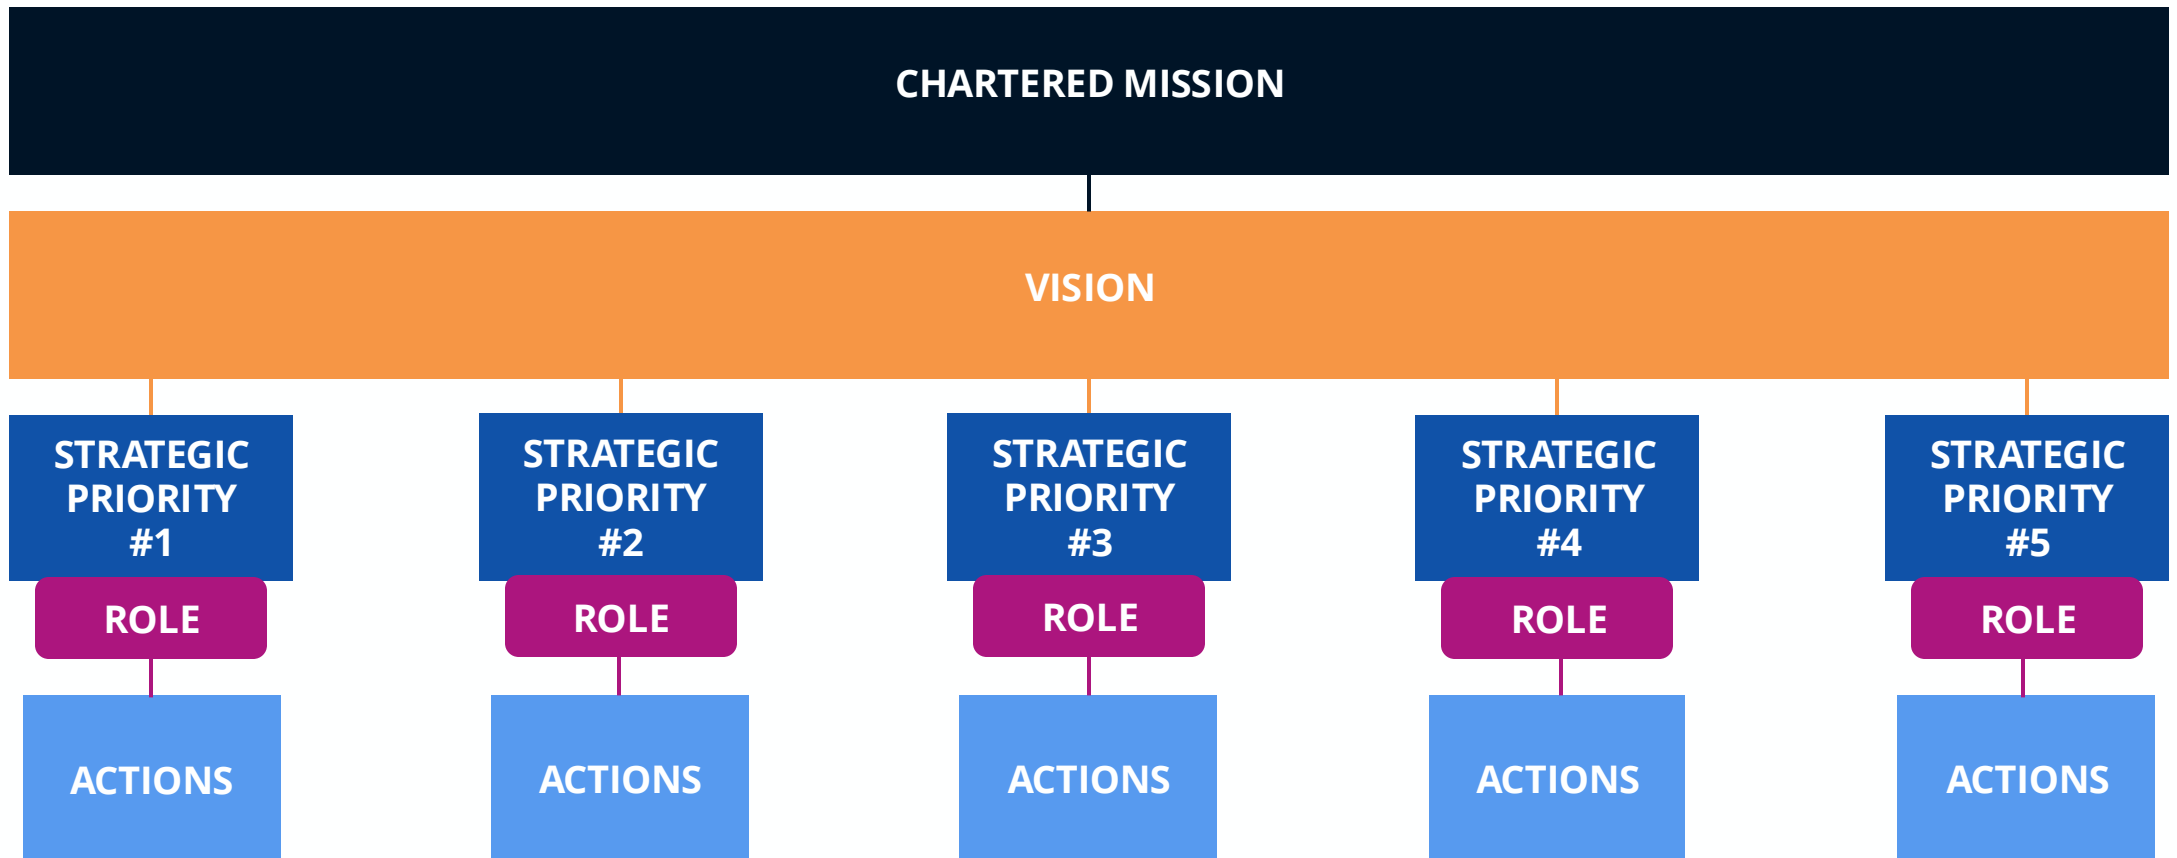 CHARTERED MISSION
VISION
STRATEGIC
PRIORITY
#1
STRATEGIC
PRIORITY
#2
STRATEGIC
PRIORITY
#3
STRATEGIC
PRIORITY
#4
STRATEGIC
PRIORITY
#5
ROLE
ROLE
ROLE
ROLE
ROLE
ACTIONS
ACTIONS
ACTIONS
ACTIONS
ACTIONS